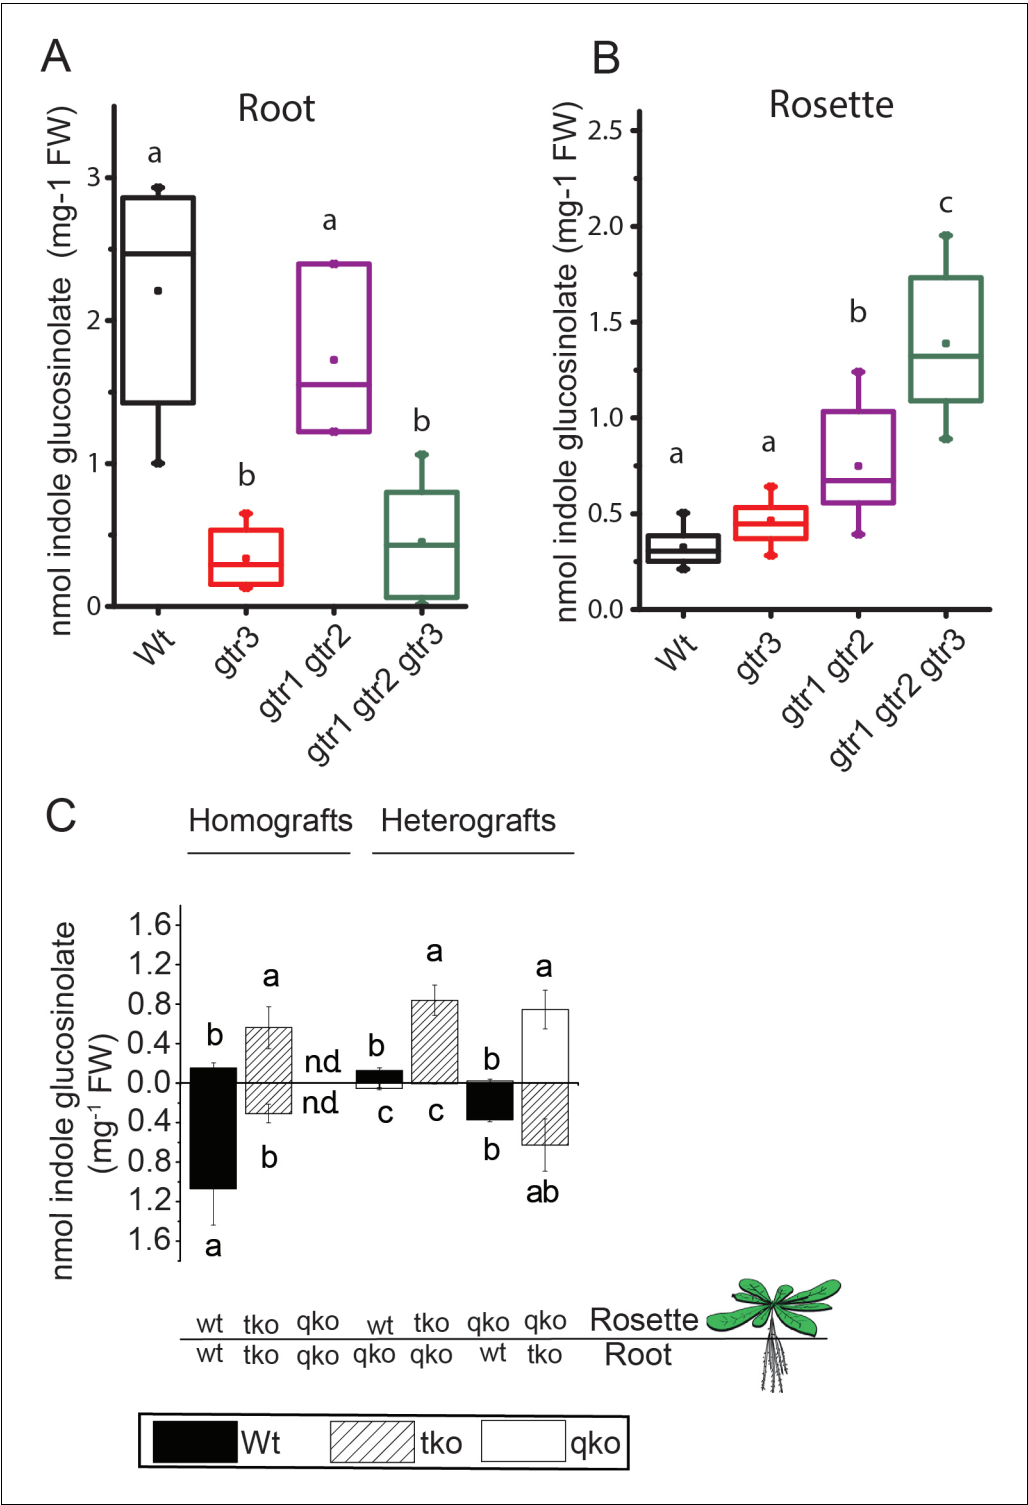 A
Root
nmol indole glucosinolate (mg-1 FW)
3
2
1
0
a
b
a
b
Wt
gtr3
gtr1 gtr2
gtr1 gtr2 gtr3
B
Rosette
nmol indole glucosinolate (mg-1 FW)
2.5
2.0
1.5
1.0
0.5
0.0
a
a
b
c
Wt
gtr3
gtr1 gtr2
gtr1 gtr2 gtr3
C
Homografts Heterografts
nmol indole glucosinolate
(mg⁻¹ FW)
1.6
1.2
0.8
0.4
0.0
0.4
0.8
1.2
1.6
b a nd b a b a
a b nd c c b ab
wt tko qko wt tko qko qko Rosette
wt tko qko qko qko wt tko Root
Wt tko qko